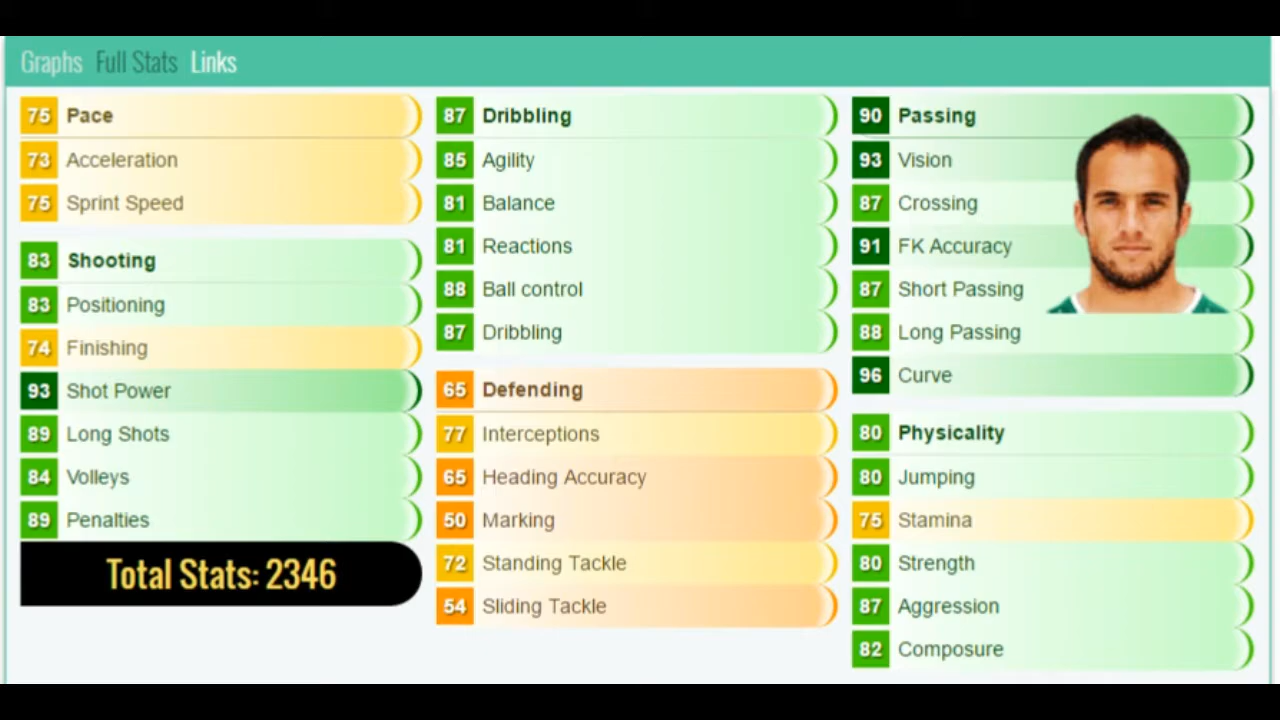 Graphs Full Stats Links
75 Pace
73 Acceleration
75 Sprint Speed
83 Shooting
83 Positioning
74 Finishing
93 Shot Power
89 Long Shots
84 Volleys
89 Penalties
Total Stats: 2346
87 Dribbling
85 Agility
81 Balance
81 Reactions
88 Ball control
87 Dribbling
65 Defending
77 Interceptions
65 Heading Accuracy
50 Marking
72 Standing Tackle
54 Sliding Tackle
90 Passing
93 Vision
87 Crossing
91 FK Accuracy
87 Short Passing
88 Long Passing
96 Curve
80 Physicality
80 Jumping
75 Stamina
80 Strength
87 Aggression
82 Composure